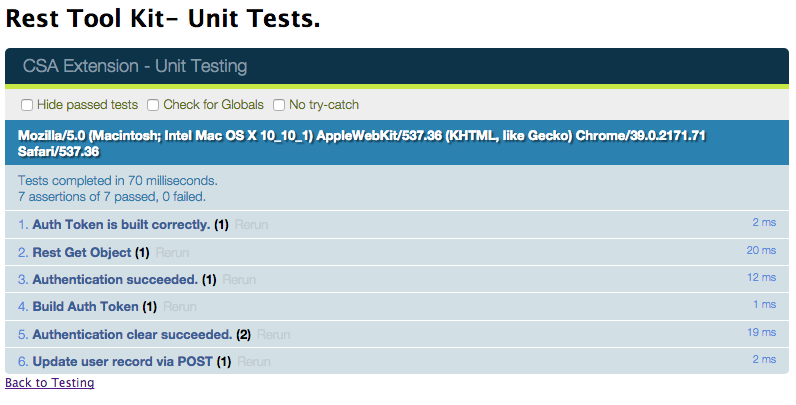 Rest Tool Kit- Unit Tests.
CSA Extension - Unit Testing
Hide passed tests Check for Globals No try-catch
Mozilla/5.0 (Macintosh; Intel Mac OS X 10_10_1) AppleWebKit/537.36 (KHTML, like Gecko) Chrome/39.0.2171.71
Safari/537.36
Tests completed in 70 milliseconds.
7 assertions of 7 passed, 0 failed.
1. Auth Token is built correctly. (1) Rerun 2 ms
2. Rest Get Object (1) Rerun 20 ms
3. Authentication succeeded. (1) Rerun 12 ms
4. Build Auth Token (1) Rerun 1 ms
5. Authentication clear succeeded. (2) Rerun 19 ms
6. Update user record via POST (1) Rerun 2 ms
Back to Testing